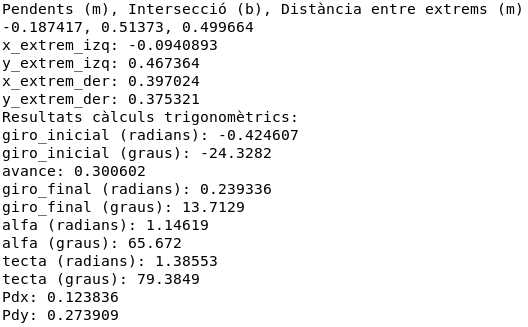 Pendents (m), Intersecció (b), Distància entre extrems (m)
-0.187417, 0.51373, 0.499664
x_extrem_izq: -0.0940893
y_extrem_izq: 0.467364
x_extrem_der: 0.397024
y_extrem_der: 0.375321
Resultats càlculs trigonomètrics:
giro_inicial (radians): -0.424607
giro_inicial (graus): -24.3282
avance: 0.300602
giro_final (radians): 0.239336
giro_final (graus): 13.7129
alfa (radians): 1.14619
alfa (graus): 65.672
tecta (radians): 1.38553
tecta (graus): 79.3849
Pdx: 0.123836
Pdy: 0.273909